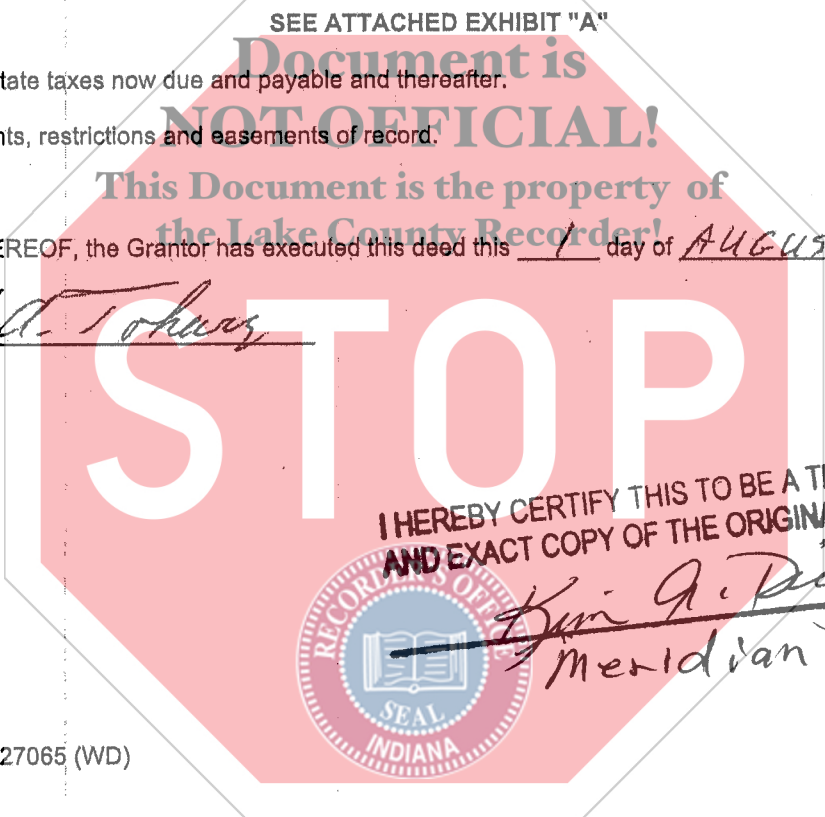 SEE ATTACHED EXHIBIT "A"
Document is
tate taxes now due and payable and thereafter.
NOT OFFICIAL!
nts, restrictions and easements of record.
This Document is the property of
the Lake County Recorder!
EREOF, the Grantor has executed this deed this 1 day of AUGUS
STOP
I HEREBY CERTIFY THIS TO BE A T
AND EXACT COPY OF THE ORIGINA
Kim A.
Meridian
RECORDER'S OFFICE
SEAL
INDIANA
27065 (WD)